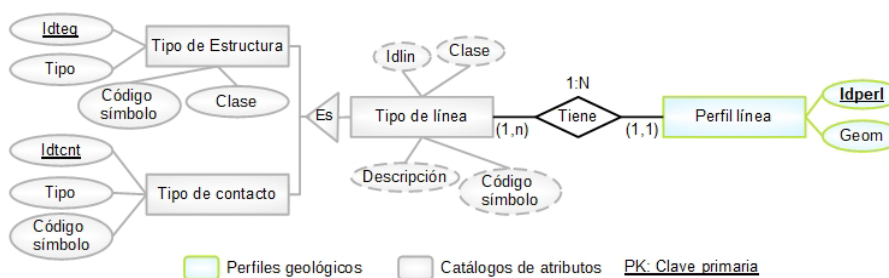 Idteq
Tipo
Tipo de Estructura
Código
símbolo
Clase
Idtcnt
Tipo
Código
símbolo
Tipo de contacto
Es
Idlin
Clase
Tipo de línea
Descripción
Código
símbolo
(1,n)
1:N
Tiene
(1,1)
Perfil línea
Idperl
Geom
Perfiles geológicos
Catálogos de atributos
PK: Clave primaria